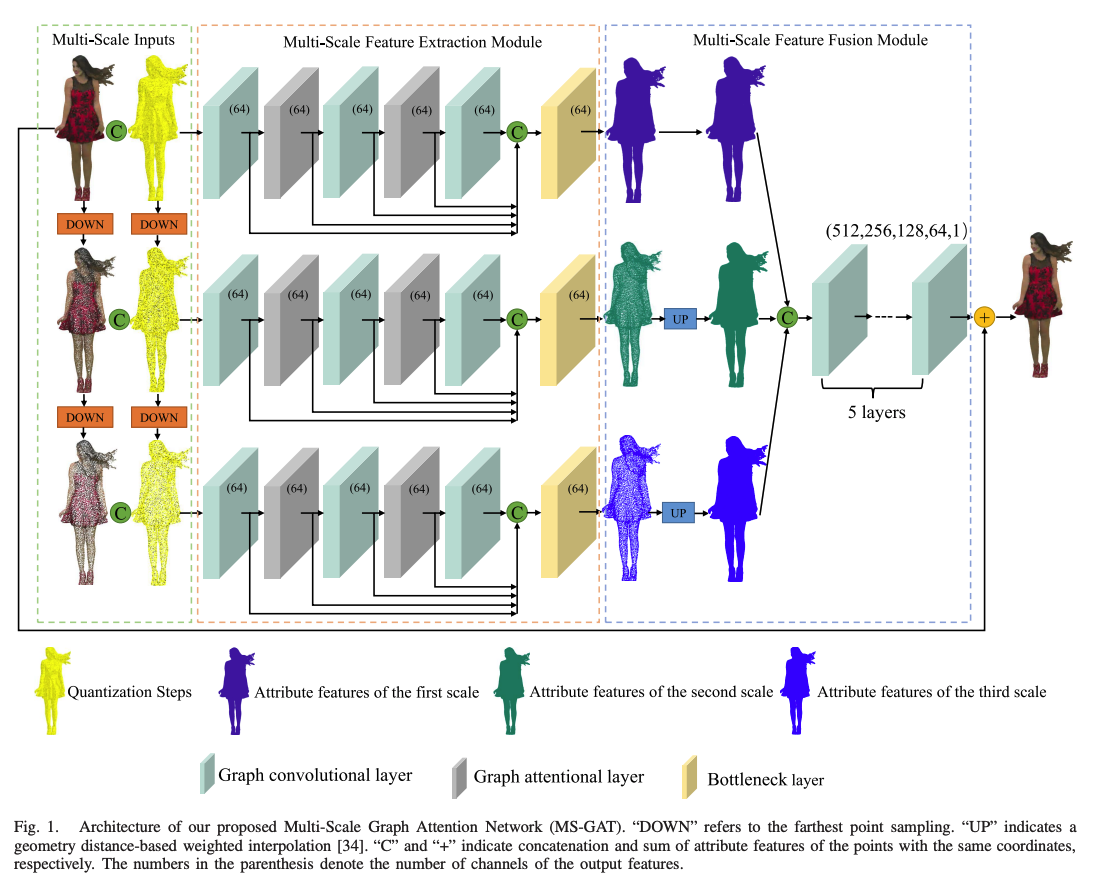 Multi-Scale Inputs
Multi-Scale Feature Extraction Module
Multi-Scale Feature Fusion Module
C
(64)
(64)
(64)
(64)
(64)
C
(64)
DOWN
DOWN
C
(64)
(64)
(64)
(64)
(64)
C
(64)
UP
C
(512,256,128,64,1)
+
5 layers
DOWN
DOWN
C
(64)
(64)
(64)
(64)
(64)
C
(64)
UP
Quantization Steps
Attribute features of the first scale
Attribute features of the second scale
Attribute features of the third scale
Graph convolutional layer
Graph attentional layer
Bottleneck layer
Fig. 1. Architecture of our proposed Multi-Scale Graph Attention Network (MS-GAT). “DOWN” refers to the farthest point sampling. “UP” indicates a
geometry distance-based weighted interpolation [34]. “C” and “+” indicate concatenation and sum of attribute features of the points with the same coordinates,
respectively. The numbers in the parenthesis denote the number of channels of the output features.